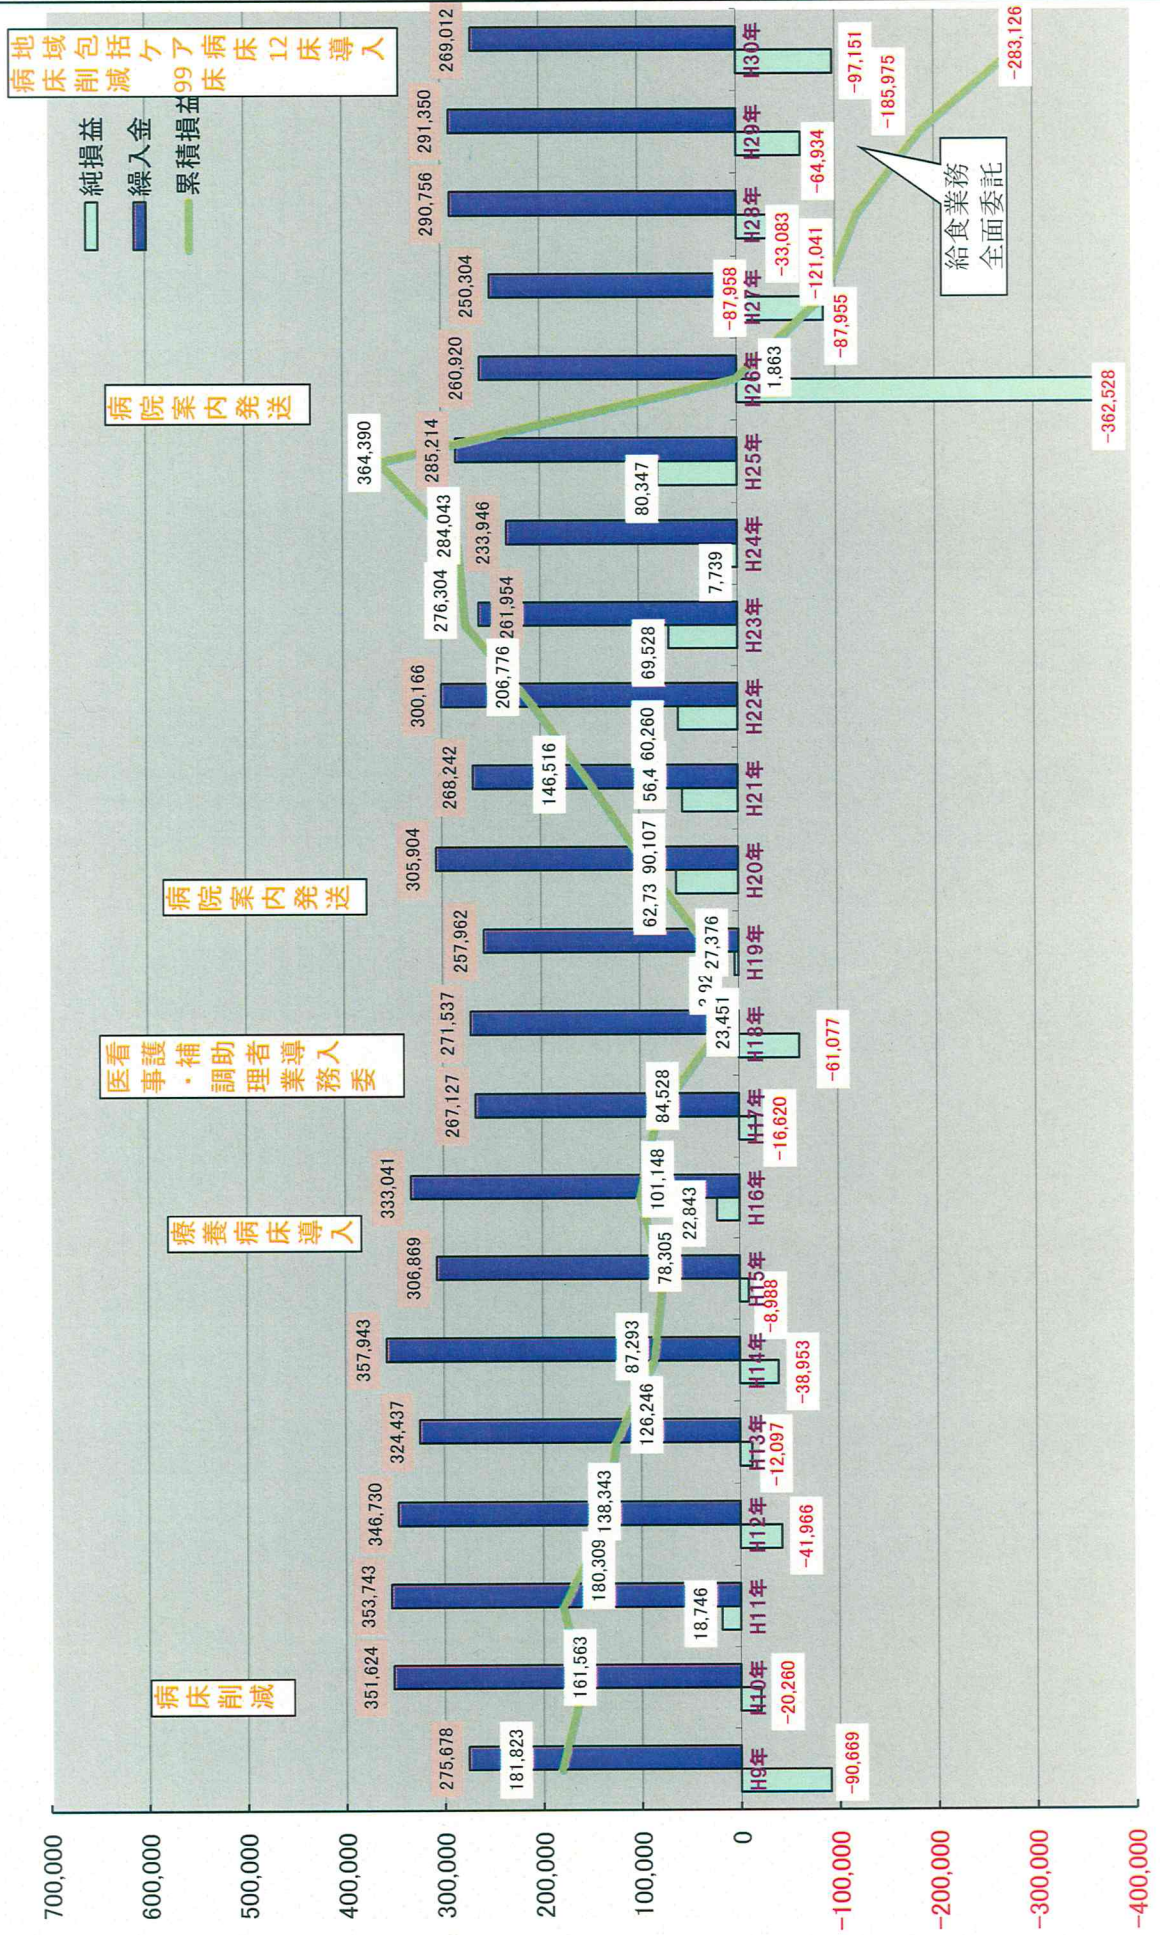 700,000
600,000
500,000
400,000
300,000
200,000
100,000
0
-100,000
-200,000
-300,000
-400,000
純損益
繰入金
累積損益
病床削減
療養病床導入
医事・調理業務委
看護補助者導入
病院案内発送
病院案内発送
病床削減 99床
地域包括ケア病床 12床導入
給食業務
全面委託
275,678
351,624
353,743
346,730
324,437
357,943
306,869
333,041
267,127
271,537
257,962
305,904
268,242
300,166
261,954
233,946
285,214
260,920
250,304
290,756
291,350
269,012
181,823
161,563
180,309
138,343
126,246
87,293
78,305
101,148
84,528
23,451
27,376
90,107
146,516
206,776
276,304
284,043
364,390
1,863
-87,958
-121,041
-185,975
-283,126
-90,669
-20,260
18,746
-41,966
-12,097
-38,953
-8,988
22,843
-16,620
-61,077
62,73
56,4
60,260
69,528
7,739
80,347
-362,528
-87,955
-33,083
-64,934
-97,151
H9年
H10年
H11年
H12年
H13年
H14年
H15年
H16年
H17年
H18年
H19年
H20年
H21年
H22年
H23年
H24年
H25年
H26年
H27年
H28年
H29年
H30年